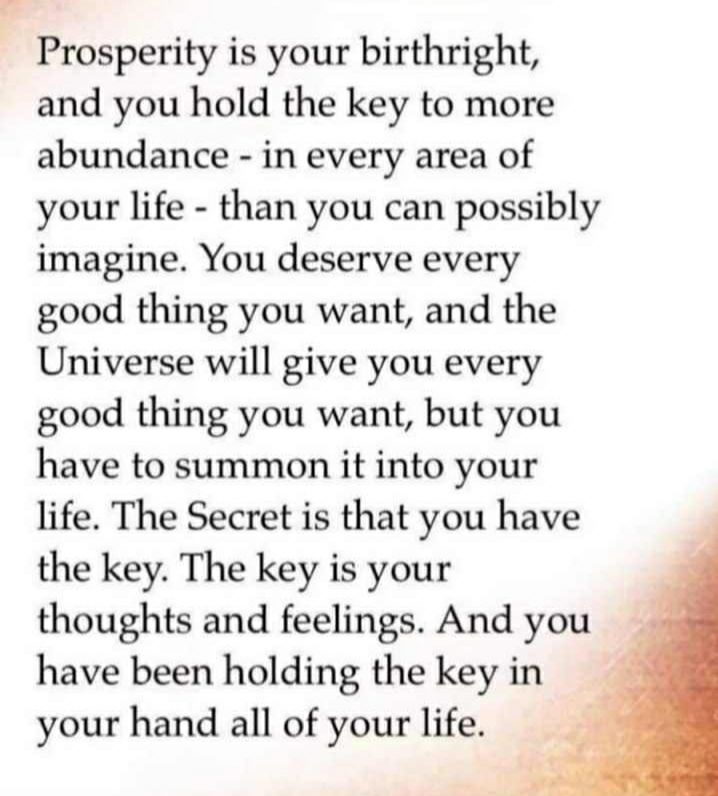 Prosperity is your birthright,
and you hold the key to more
abundance - in every area of
your life - than you can possibly
imagine. You deserve every
good thing you want, and the
Universe will give you every
good thing you want, but you
have to summon it into your
life. The Secret is that you have
the key. The key is your
thoughts and feelings. And you
have been holding the key in
your hand all of your life.